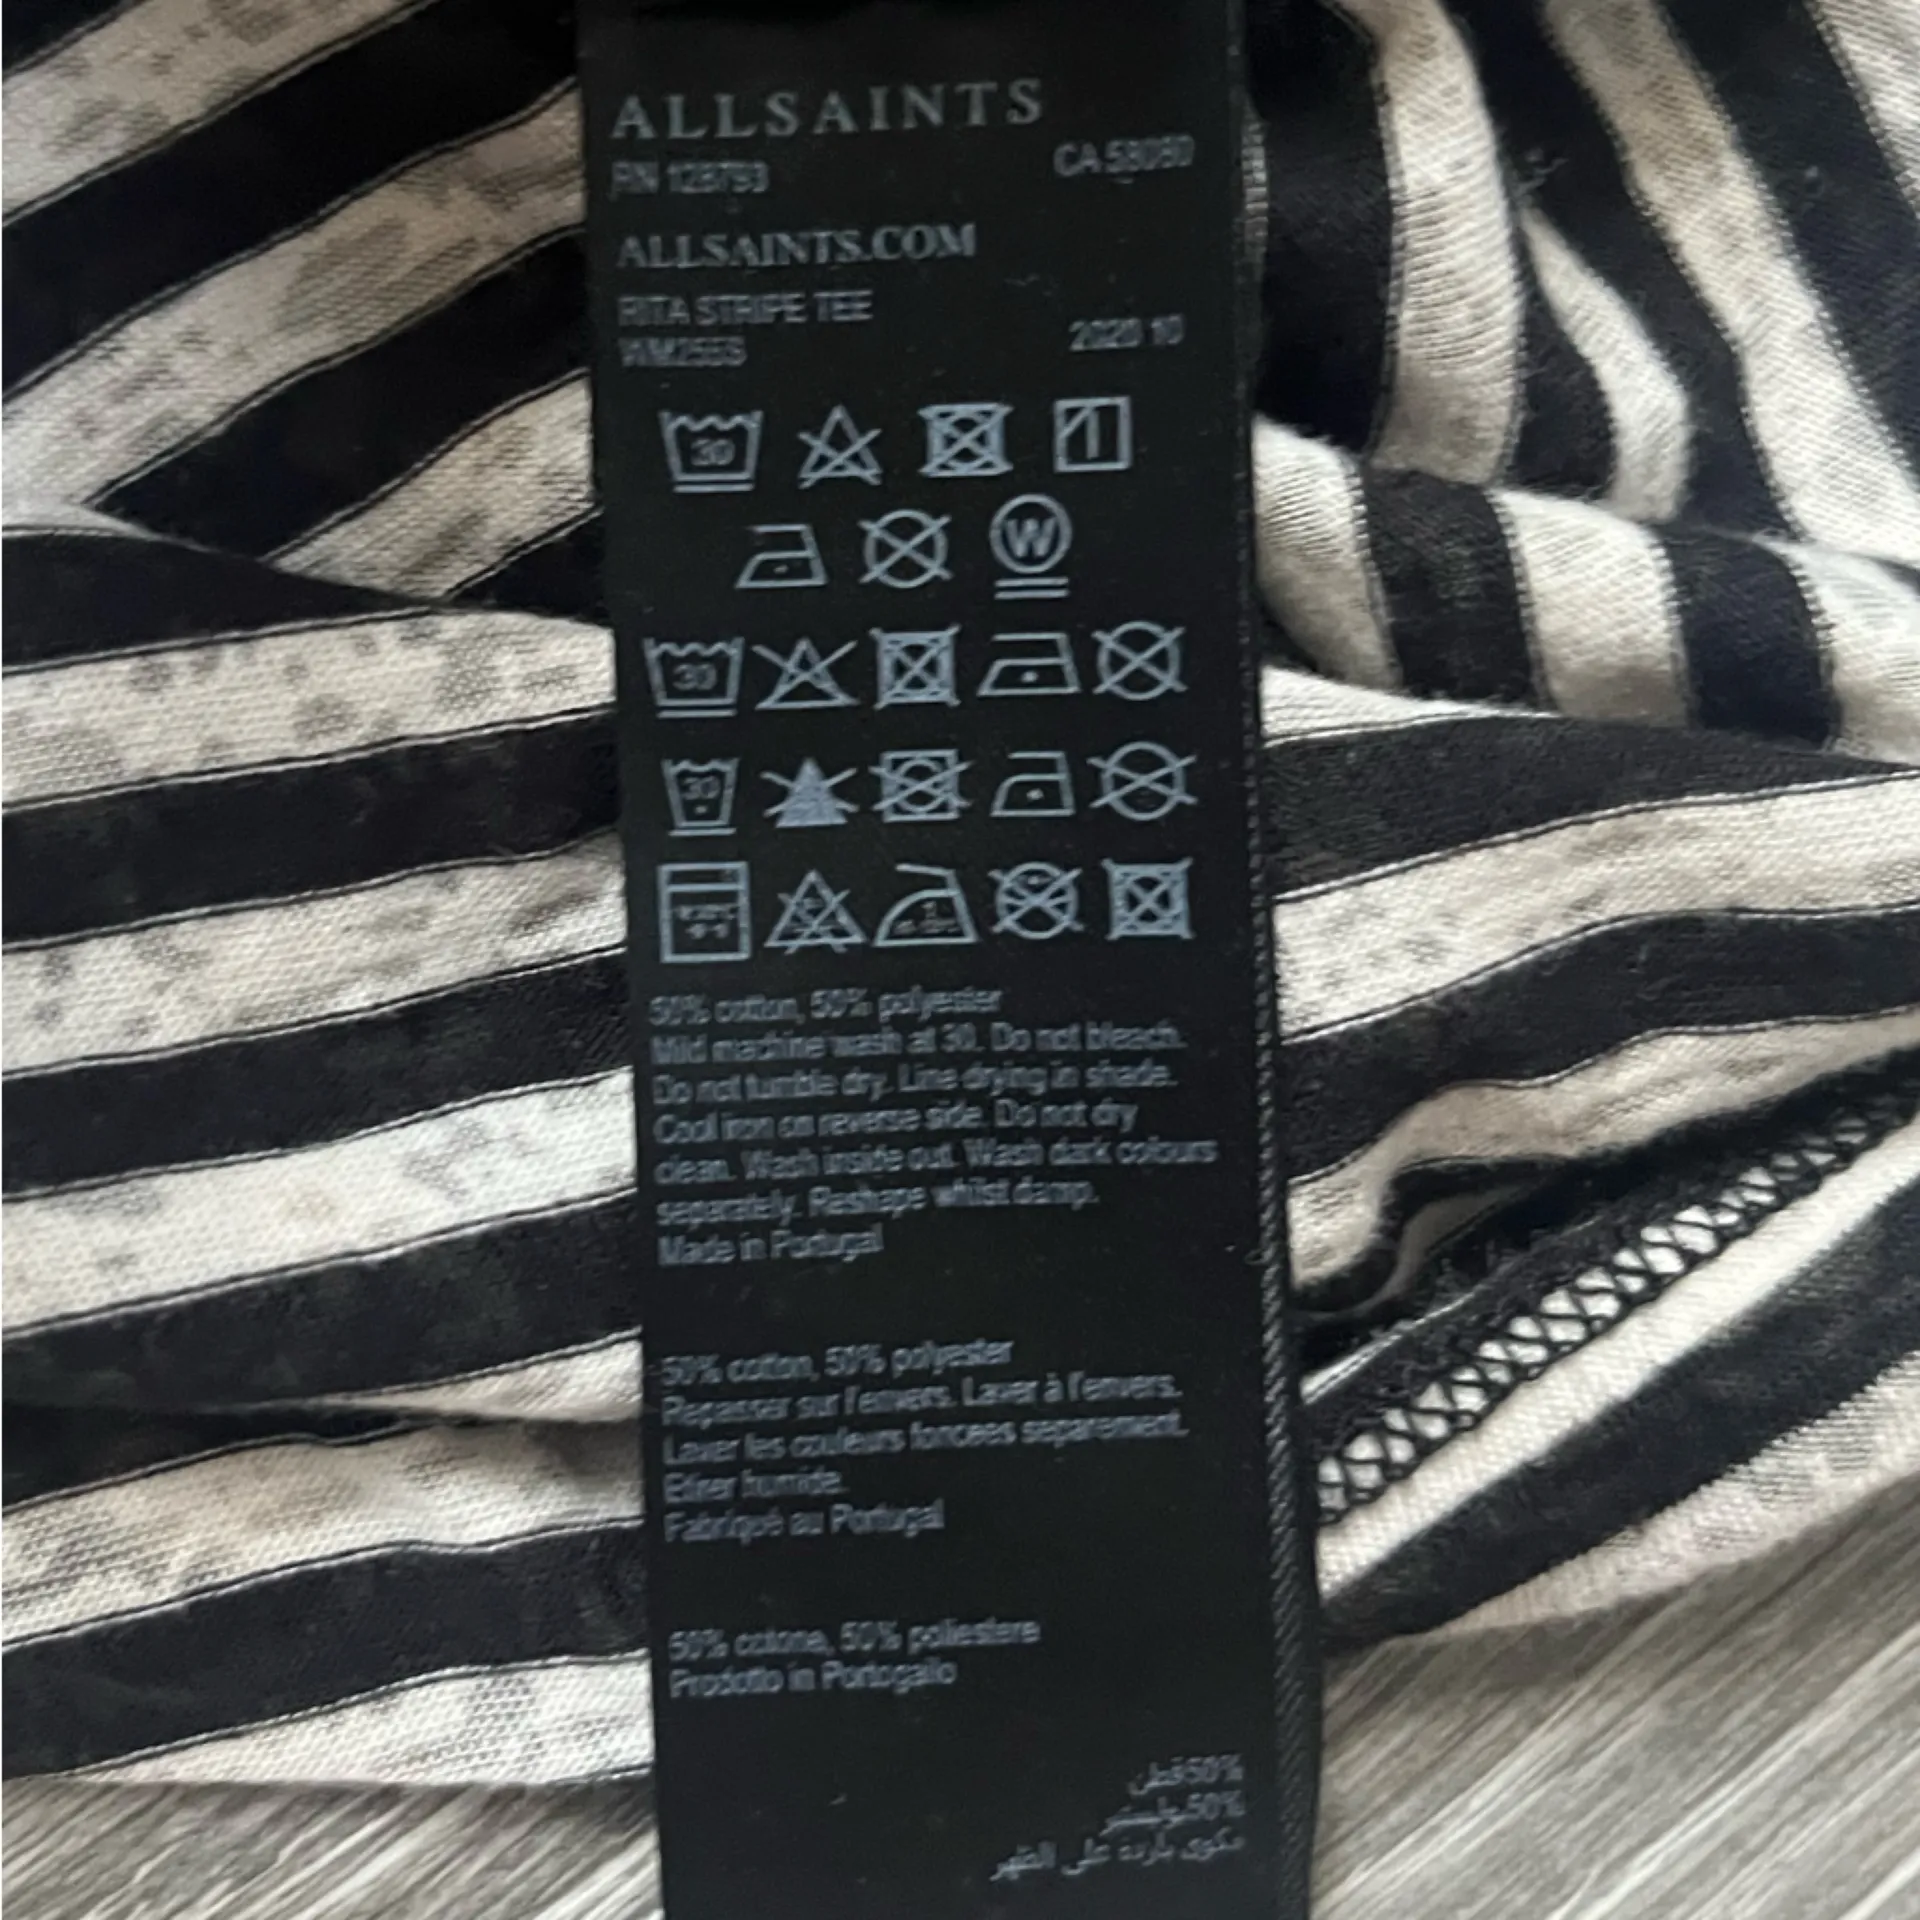 ALLSAINTS
RN 128793 CA 58080
ALLSAINTS.COM
RITA STRIPE TEE
WM255S 2020 10
30
W
30
30
50% cotton, 50% polyester
Mild machine wash at 30. Do not bleach.
Do not tumble dry. Line drying in shade.
Cool iron on reverse side. Do not dry
clean. Wash inside out. Wash dark colours
separately. Reshape whilst damp.
Made in Portugal
50% cotton, 50% polyester
Repasser sur l'envers. Laver à l'envers.
Laver les couleurs foncées separement.
Etirer humide.
Fabriqué au Portugal
50% cotone, 50% poliestere
Prodotto in Portogallo
50%قطن
50%بوليستر
مكوى باردة على الظهر